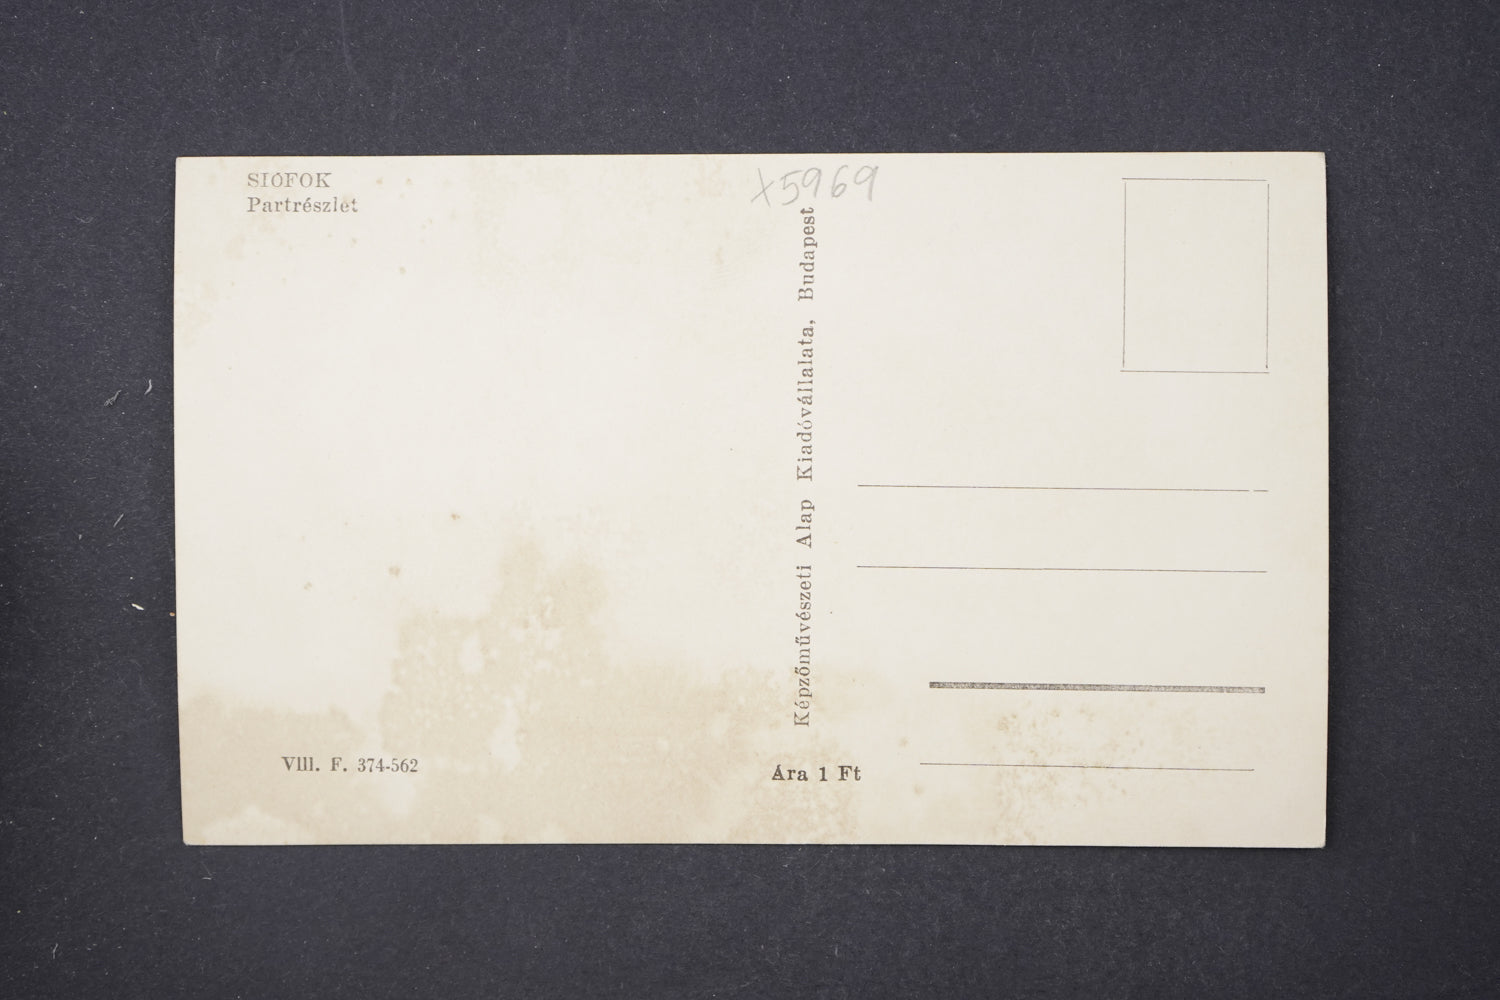 SIÓFOK
Partrészlet
x5969
Képzőművészeti Alap Kiadóvállalata, Budapest
VIII. F. 374-562
Ára 1 Ft